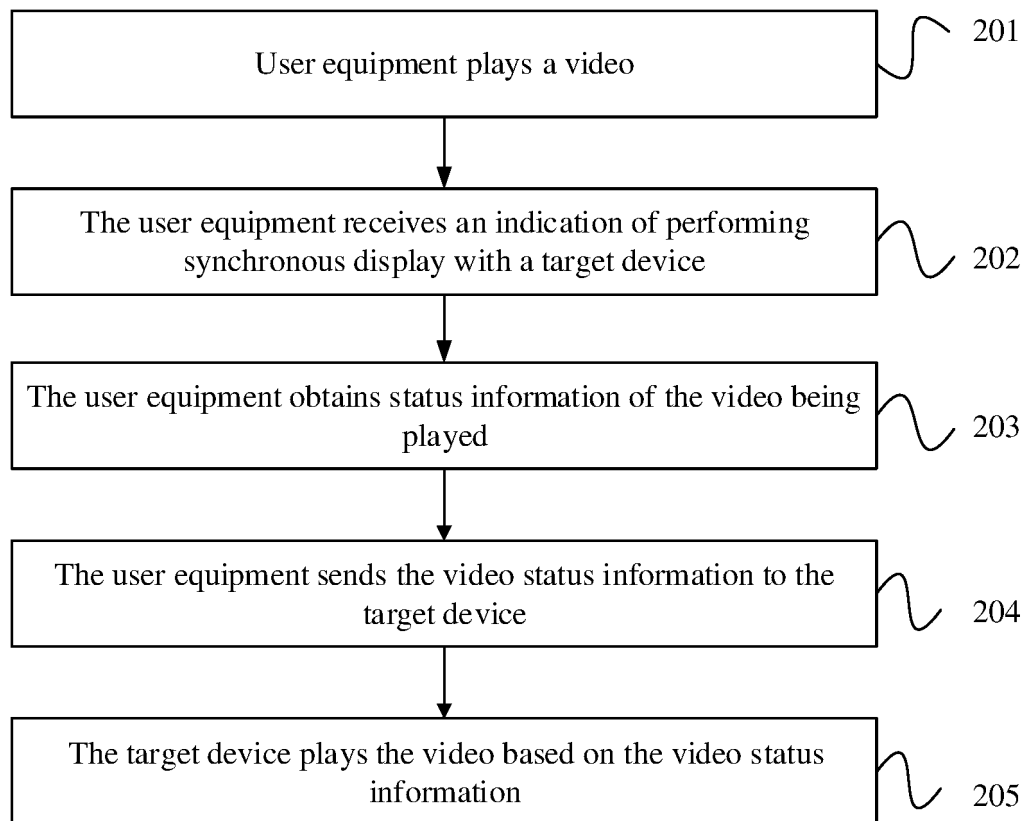 User equipment plays a video
201
The user equipment receives an indication of performing
synchronous display with a target device
202
The user equipment obtains status information of the video being
played
203
The user equipment sends the video status information to the
target device
204
The target device plays the video based on the video status
information
205